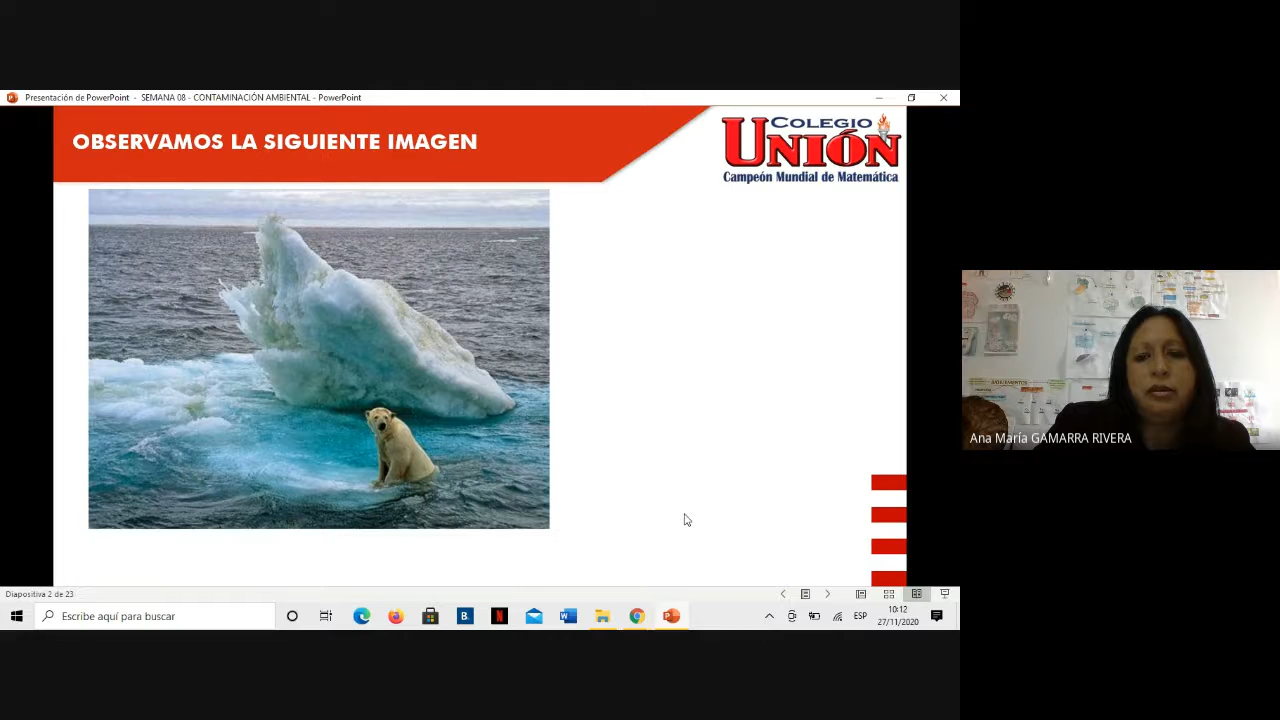 Presentación de PowerPoint - SEMANA 08 - CONTAMINACIÓN AMBIENTAL - PowerPoint
OBSERVAMOS LA SIGUIENTE IMAGEN
COLEGIO
UNIÓN
Campeón Mundial de Matemática
BIOELEMENTOS
Ana María GAMARRA RIVERA
Diapositiva 2 de 23
Escribe aquí para buscar
B.
N
W
ESP
10:12
27/11/2020